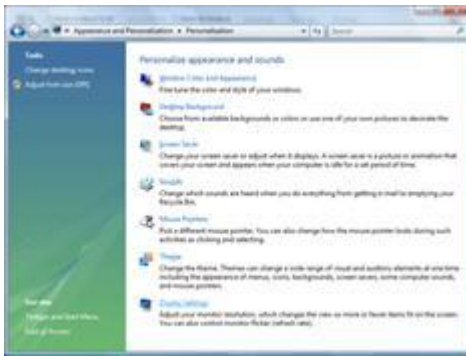 Appearance and Personalization ▸ Personalization
Search
Tasks
Change desktop icons
Adjust font size (DPI)
Personalize appearance and sounds
Window Color and Appearance
Fine tune the color and style of your windows.
Desktop Background
Choose from available backgrounds or colors or use one of your own pictures to decorate the
desktop.
Screen Saver
Change your screen saver or adjust when it displays. A screen saver is a picture or animation that
covers your screen and appears when your computer is idle for a set period of time.
Sounds
Change which sounds are heard when you do everything from getting e-mail to emptying your
Recycle Bin.
Mouse Pointers
Pick a different mouse pointer. You can also change how the mouse pointer looks during such
activities as clicking and selecting.
Theme
Change the theme. Themes can change a wide range of visual and auditory elements at one time
including the appearance of menus, icons, backgrounds, screen savers, some computer sounds,
and mouse pointers.
Display Settings
Adjust your monitor resolution, which changes the view so more or fewer items fit on the screen.
You can also control monitor flicker (refresh rate).
See also
Taskbar and Start Menu
Ease of Access